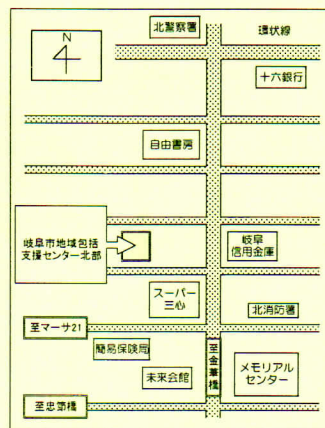 北警察署
環状線
N
十六銀行
自由書房
岐阜市地域包括
支援センター北部
岐阜
信用金庫
スーパー
三心
北消防署
至マーサ21
簡易保険局
至金華橋
未来会館
メモリアル
センター
至忠節橋